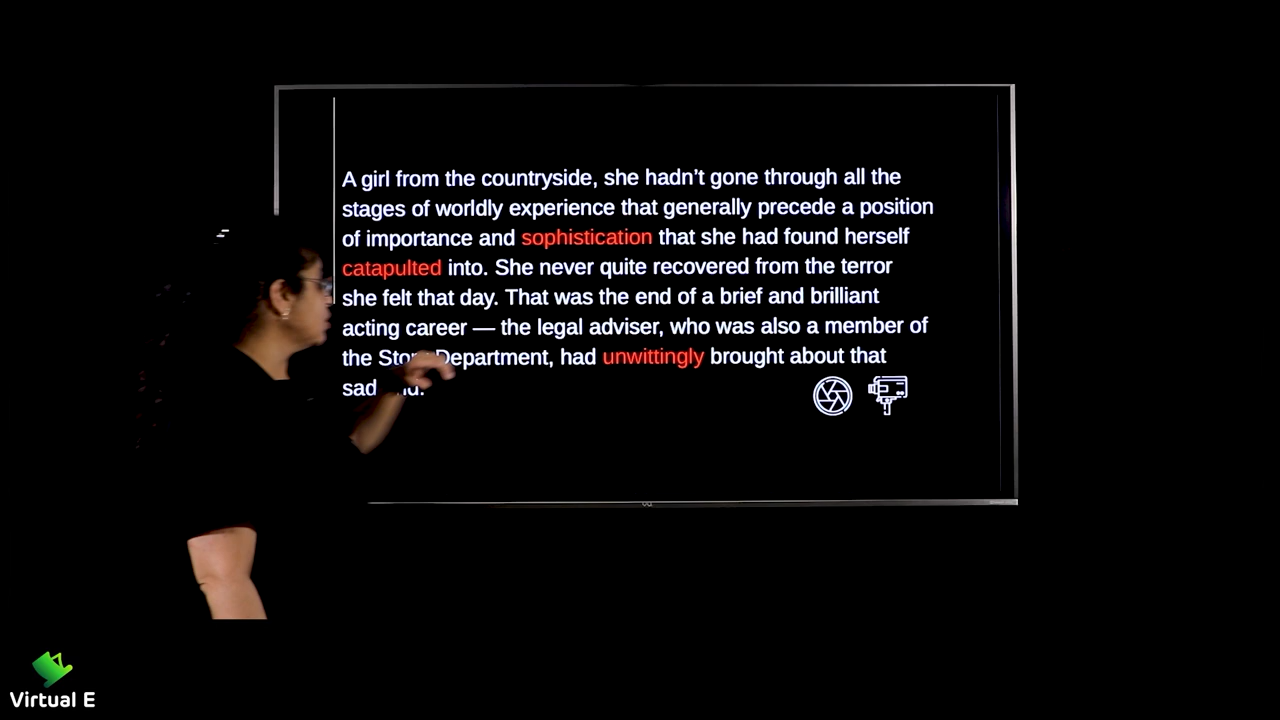 A girl from the countryside, she hadn't gone through all the
stages of worldly experience that generally precede a position
of importance and sophistication that she had found herself
catapulted into. She never quite recovered from the terror
she felt that day. That was the end of a brief and brilliant
acting career — the legal adviser, who was also a member of
the Department, had unwittingly brought about that
sad
Virtual E